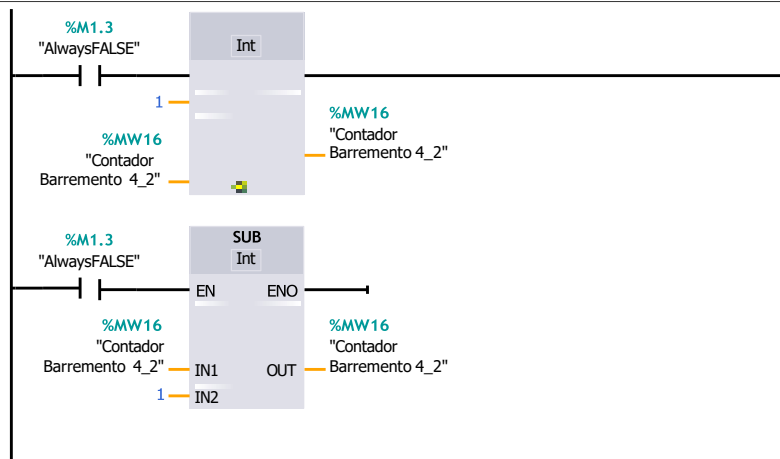 %M1.3
"AlwaysFALSE"
Int
1
%MW16
"Contador
Barremento 4_2"
%MW16
"Contador
Barremento 4_2"
%M1.3
"AlwaysFALSE"
SUB
Int
EN
ENO
%MW16
"Contador
Barremento 4_2"
IN1
1
IN2
OUT
%MW16
"Contador
Barremento 4_2"